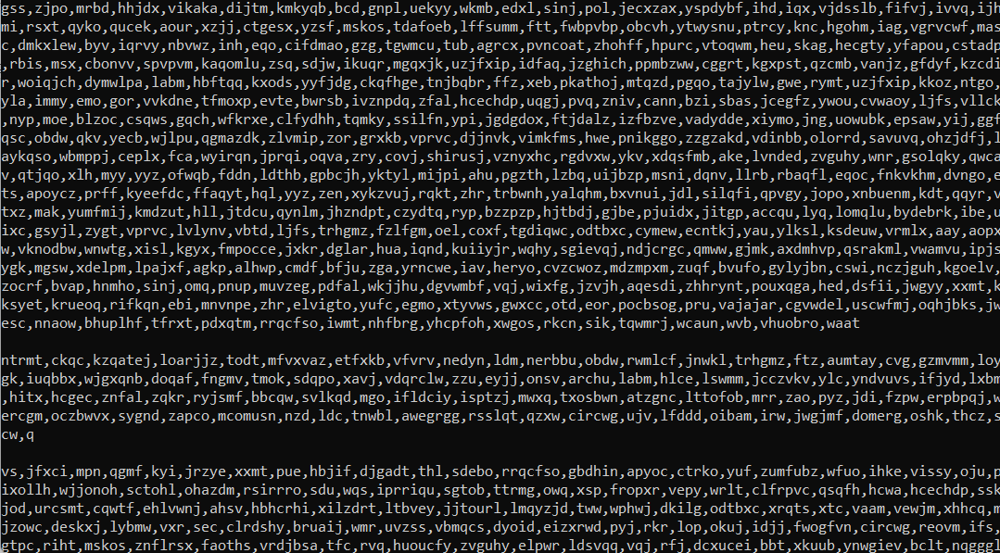 gss,zjpo,mrbd,hhjdx,vikaka,dijtm,kmkyqb,bcd,gnpl,uekyy,wkmb,edxl,sinj,pol,jecxzax,yspdybf,ihd,iqx,vjdsslb,fifvj,ivvq,ijh
mi,rsxt,qyko,qucek,aour,xzjj,ctgesx,yzsf,mskos,tdafoeb,lffsumm,ftt,fwbpvbp,obcvh,ytwysnu,ptrcy,knc,hgohm,iag,vgrvcwf,mas
c,dmkxlew,byv,iqrvy,nbvwz,inh,eqo,cifdmao,gzg,tgwmcu,tub,agrcx,pvncoat,zhohff,hpurc,vtoqwm,heu,skag,hecgty,yfapou,cstadp
,rbis,msx,cbonvv,spvpvm,kaqomlu,zsq,sdjw,ikuqr,mgqxjk,uzjfxip,idfaq,jzghich,ppmbzww,cggrt,kgxpst,qzcmb,vanjz,gfdyf,kzcdi
r,woiqjch,dymwlpa,labm,hbftqq,kxods,yyfjdg,ckqfhge,tnjbqbr,ffz,xeb,pkathoj,mtqzd,pgqo,tajylw,gwe,rymt,uzjfxip,kkoz,ntgo,
yla,immy,emo,gor,vvkdne,tfmoxp,evte,bwrsb,ivznpdq,zfal,hcechdp,uqgj,pvq,zniv,cann,bzi,sbas,jcegfz,ywou,cvwaoy,ljfs,vllck
,nyp,moe,blzoc,csqws,gqch,wfkrxe,clfydhh,tqmky,ssilfn,ypi,jgdgdox,ftjdalz,izfbzve,vadydde,xiymo,jng,uowubk,epsaw,yij,ggf
qsc,obdw,qkv,yecb,wjlpu,qgmazdk,zlvmip,zor,grxkb,vprvc,djjnvk,vimkfms,hwe,pnikggo,zzgzakd,vdinbb,olorrd,savuvq,ohzjdfj,l
aykqso,wbmppj,ceplx,fca,wyirqn,jprqi,oqva,zry,covj,shirusj,vznyxhc,rgdvxw,ykv,xdqsfmb,ake,lvnded,zvguhy,wnr,gsolqky,qwca
v,qtjqo,xlh,myy,yyz,ofwqb,fddn,ldthb,gpbcjh,yktyl,mijpi,ahu,pgzth,lzbq,uijbzp,msni,dqnv,llrb,rbaqfl,eqoc,fnkvkhm,dvngo,e
ts,apoycz,prff,kyeefdc,ffaqyt,hql,yyz,zen,xykzvuj,rqkt,zhr,trbwnh,yalqhm,bxvnui,jdl,silqfi,qpvgy,jopo,xnbuenm,kdt,qqyr,v
txz,mak,yumfmij,kmdzut,hll,jtdcu,qynlm,jhzndpt,czydtq,ryp,bzzpzp,hjtbdj,gjbe,pjuidx,jitgp,accqu,lyq,lomqlu,bydebrk,ibe,u
ixc,gsyjl,zygt,vprvc,lvlynv,vbtd,ljfs,trhgmz,fzlfgm,oel,coxf,tgdiqwc,odtbxc,cymew,ecntkj,yau,ylksl,ksdeuw,vrmlx,aay,aopx
w,vknodbw,wnwtg,xisl,kgyx,fmpocce,jxkr,dglar,hua,iqnd,kuiiyjr,wqhy,sgievqj,ndjcrgc,qmww,gjmk,axdmhvp,qsrakml,vwamvu,ipjs
ygk,mgsw,xdelpm,lpajxf,agkp,alhwp,cmdf,bfju,zga,yrncwe,iav,heryo,cvzcwoz,mdzmpxm,zuqf,bvufo,gylyjbn,cswi,nczjguh,kgoelv,
zocrf,bvap,hnmho,sinj,omq,pnup,muvzeg,pdfal,wkjjhu,dgvwmbf,vqj,wixfg,jzvjh,aqesdi,zhhrynt,pouxqga,hed,dsfii,jwgyy,xxmt,k
ksyet,krueoq,rifkqn,ebi,mnvnpe,zhr,elvigto,yufc,egmo,xtyvws,gwxcc,otd,eor,pocbsog,pru,vajajar,cgvwdel,uscwfmj,oqhjbks,jw
esc,nnaow,bhuplhf,tfrxt,pdxqtm,rrqcfso,iwmt,nhfbrg,yhcpfoh,xwgos,rkcn,sik,tqwmrj,wcaun,wvb,vhuobro,waat
ntrmt,ckqc,kzqatej,loarjjz,todt,mfvxvaz,etfxkb,vfvrv,nedyn,ldm,nerbbu,obdw,rwmlcf,jnwkl,trhgmz,ftz,aumtay,cvg,gzmvmm,loy
gk,iuqbbx,wjgxqnb,doqaf,fngmv,tmok,sdqpo,xavj,vdqrclw,zzu,eyjj,onsv,archu,labm,hlce,lswmm,jcczvkv,ylc,yndvuvs,ifjyd,lxbm
,hitx,hcgec,znfal,zqkr,ryjsmf,bbcqw,svlkqd,mgo,ifldciy,isptzj,mwxq,txosbwn,atzgnc,lttofob,mrr,zao,pyz,jdi,fzpw,erpbpqj,w
ercgm,oczbwvx,sygnd,zapco,mcomusn,nzd,ldc,tnwbl,awegrgg,rsslqt,qzxw,circwg,ujv,lfddd,oibam,irw,jwgjmf,domerg,oshk,thcz,s
cw,q
vs,jfxci,mpn,qgmf,kyi,jrzye,xxmt,pue,hbjif,djgadt,thl,sdebo,rrqcfso,gbdhin,apyoc,ctrko,yuf,zumfubz,wfuo,ihke,vissy,oju,p
ixollh,wjjonoh,sctohl,ohazdm,rsirrro,sdu,wqs,iprriqu,sgtob,ttrmg,owq,xsp,fropxr,vepy,wrlt,clfrpvc,qsqfh,hcwa,hcechdp,ssk
jod,urcsmt,cqwtf,ehlvwnj,ahsv,hbhcrhi,xilzdrt,ltbvey,jjtourl,lmqyzjd,tww,wphwj,dkilg,odtbxc,xrqts,xtc,vaam,vewjm,xhhcq,m
jzowc,deskxj,lybmw,vxr,sec,clrdshy,bruaij,wmr,uvzss,vbmqcs,dyoid,eizxrwd,pyj,rkr,lop,okuj,idjj,fwogfvn,circwg,reovm,ifs,
gtpc,riht,mskos,znflrsx,faoths,vrdjbsa,tfc,rvq,huoucfy,zvguhy,elpwr,ldsvqq,vqj,rfj,dcxucei,bbt,xkuub,ynwgiev,bclt,nqgggl